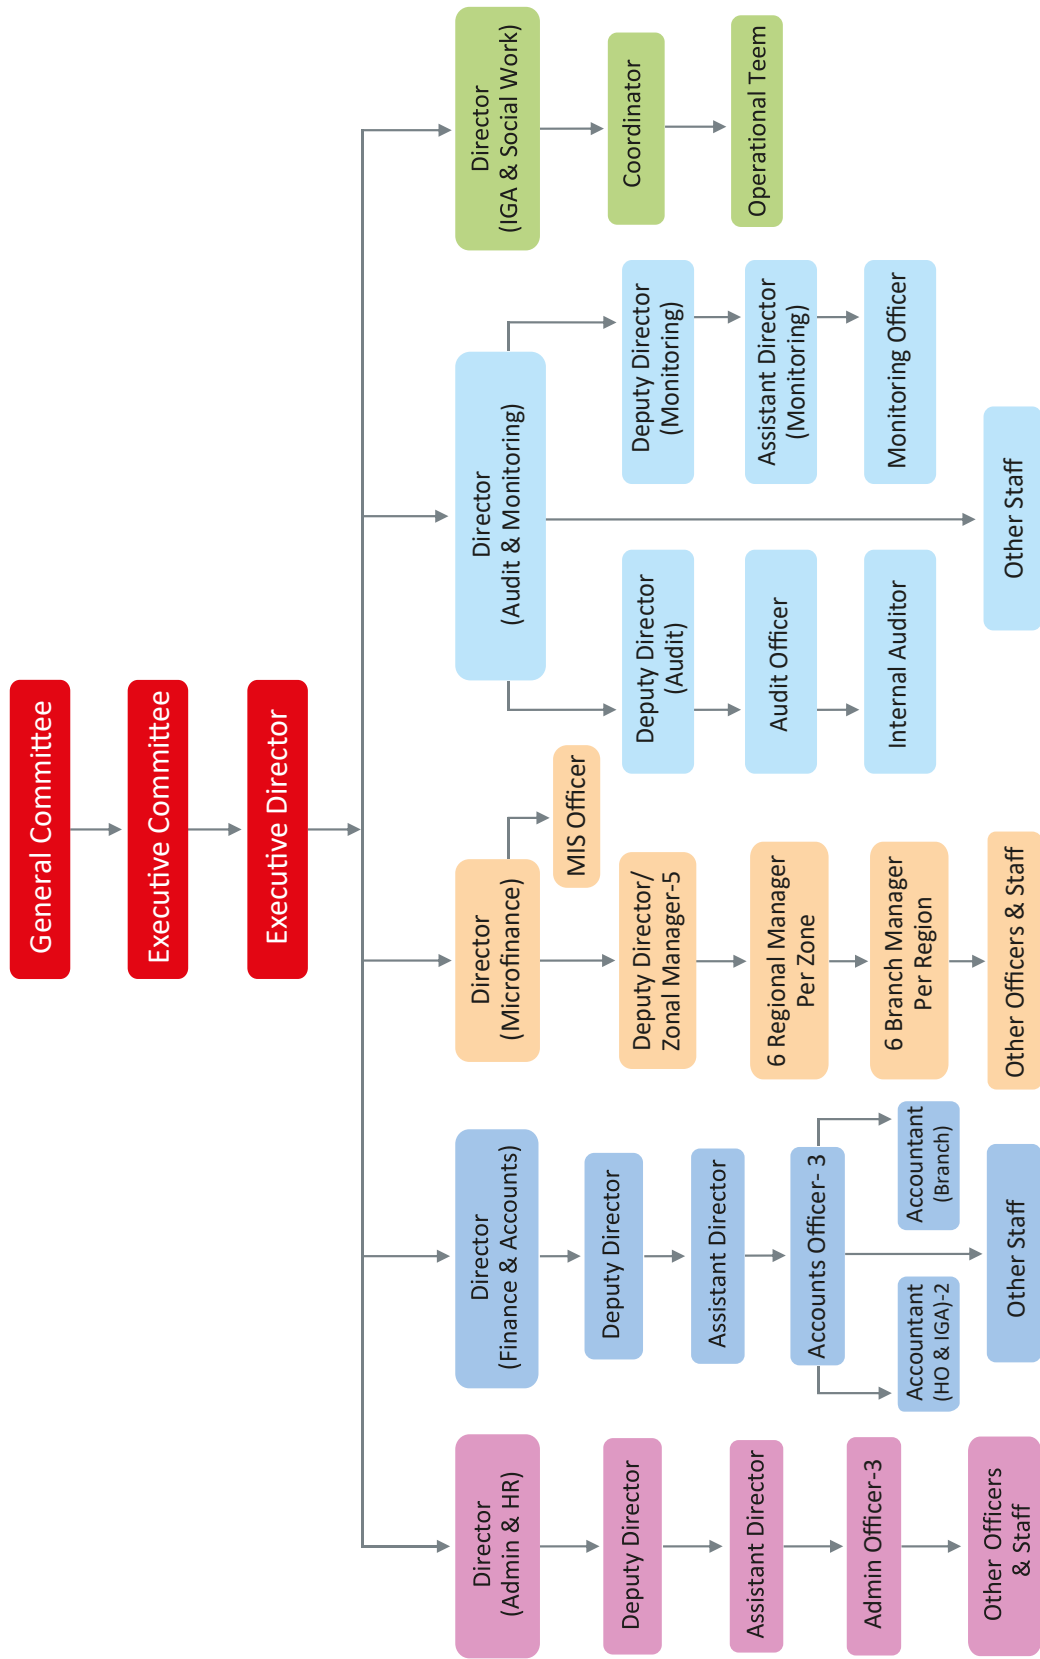 General Committee
Executive Committee
Executive Director
Director
(Admin & HR)
Deputy Director
Assistant Director
Admin Officer-3
Other Officers
& Staff
Director
(Finance & Accounts)
Deputy Director
Assistant Director
Accounts Officer- 3
Accountant
(HO & IGA)-2
Accountant
(Branch)
Other Staff
Director
(Microfinance)
MIS Officer
Deputy Director/
Zonal Manager-5
6 Regional Manager
Per Zone
6 Branch Manager
Per Region
Other Officers & Staff
Director
(Audit & Monitoring)
Deputy Director
(Audit)
Audit Officer
Internal Auditor
Deputy Director
(Monitoring)
Assistant Director
(Monitoring)
Monitoring Officer
Other Staff
Director
(IGA & Social Work)
Coordinator
Operational Teem